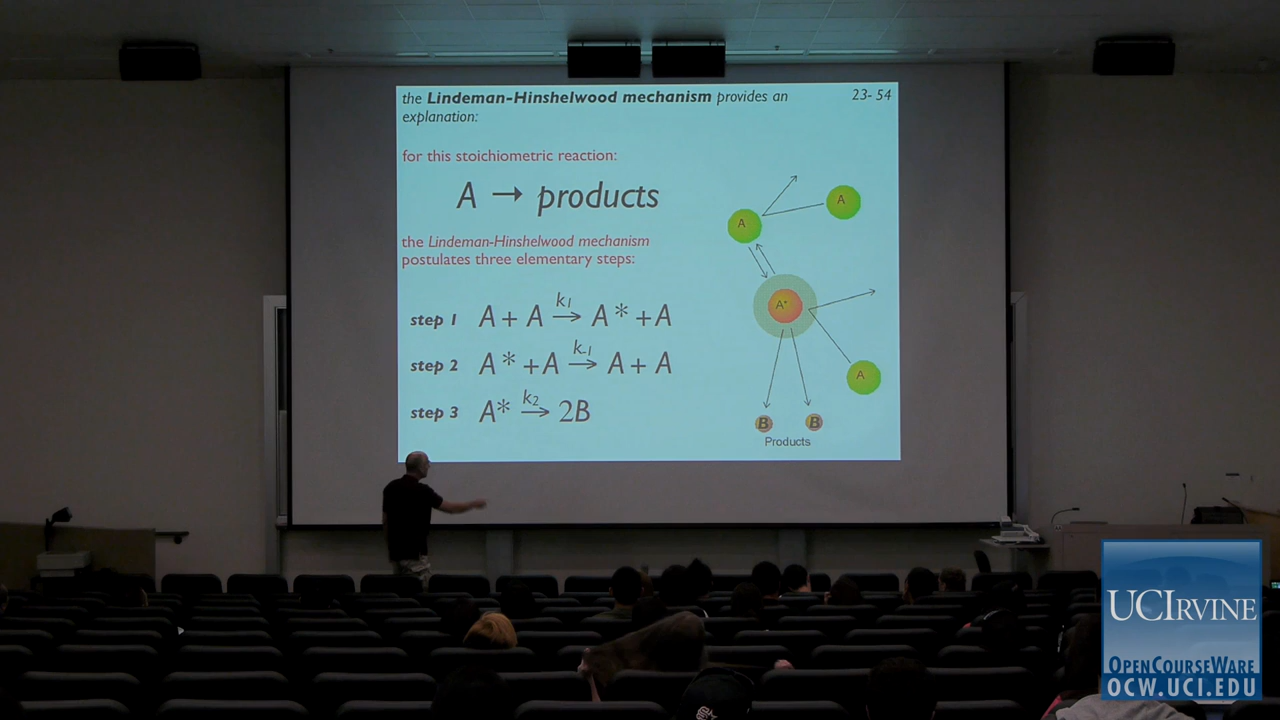 the Lindeman-Hinshelwood mechanism provides an
explanation:
23- 54
for this stoichiometric reaction:
A → products
the Lindeman-Hinshelwood mechanism
postulates three elementary steps:
step 1 A + A k₁→ A* + A
step 2 A* + A k₋₁→ A + A
step 3 A* k₂→ 2B
A
A
A*
A
B B
Products
UCIRVINE
OPENCOURSEWARE
OCW.UCI.EDU